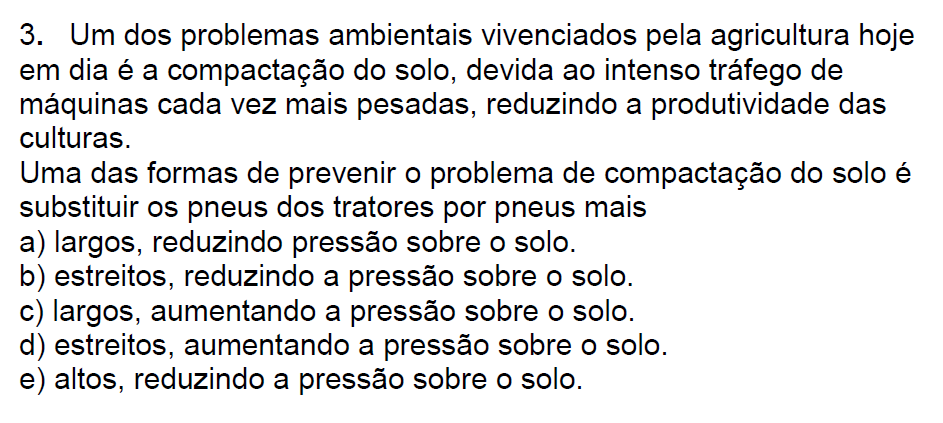 3. Um dos problemas ambientais vivenciados pela agricultura hoje
em dia é a compactação do solo, devida ao intenso tráfego de
máquinas cada vez mais pesadas, reduzindo a produtividade das
culturas.
Uma das formas de prevenir o problema de compactação do solo é
substituir os pneus dos tratores por pneus mais
a) largos, reduzindo pressão sobre o solo.
b) estreitos, reduzindo a pressão sobre o solo.
c) largos, aumentando a pressão sobre o solo.
d) estreitos, aumentando a pressão sobre o solo.
e) altos, reduzindo a pressão sobre o solo.